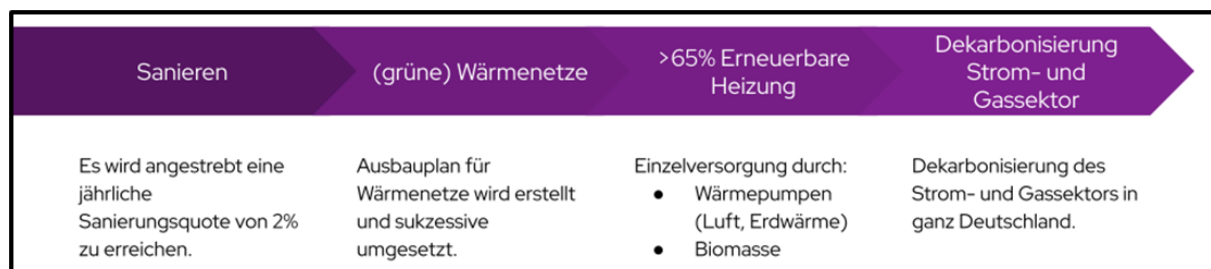 Sanieren
(grüne) Wärmenetze
>65% Erneuerbare
Heizung
Dekarbonisierung
Strom- und
Gassektor
Es wird angestrebt eine
jährliche
Sanierungsquote von 2%
zu erreichen.
Ausbauplan für
Wärmenetze wird erstellt
und sukzessive
umgesetzt.
Einzelversorgung durch:
● Wärmepumpen
(Luft, Erdwärme)
● Biomasse
Dekarbonisierung des
Strom- und Gassektors in
ganz Deutschland.